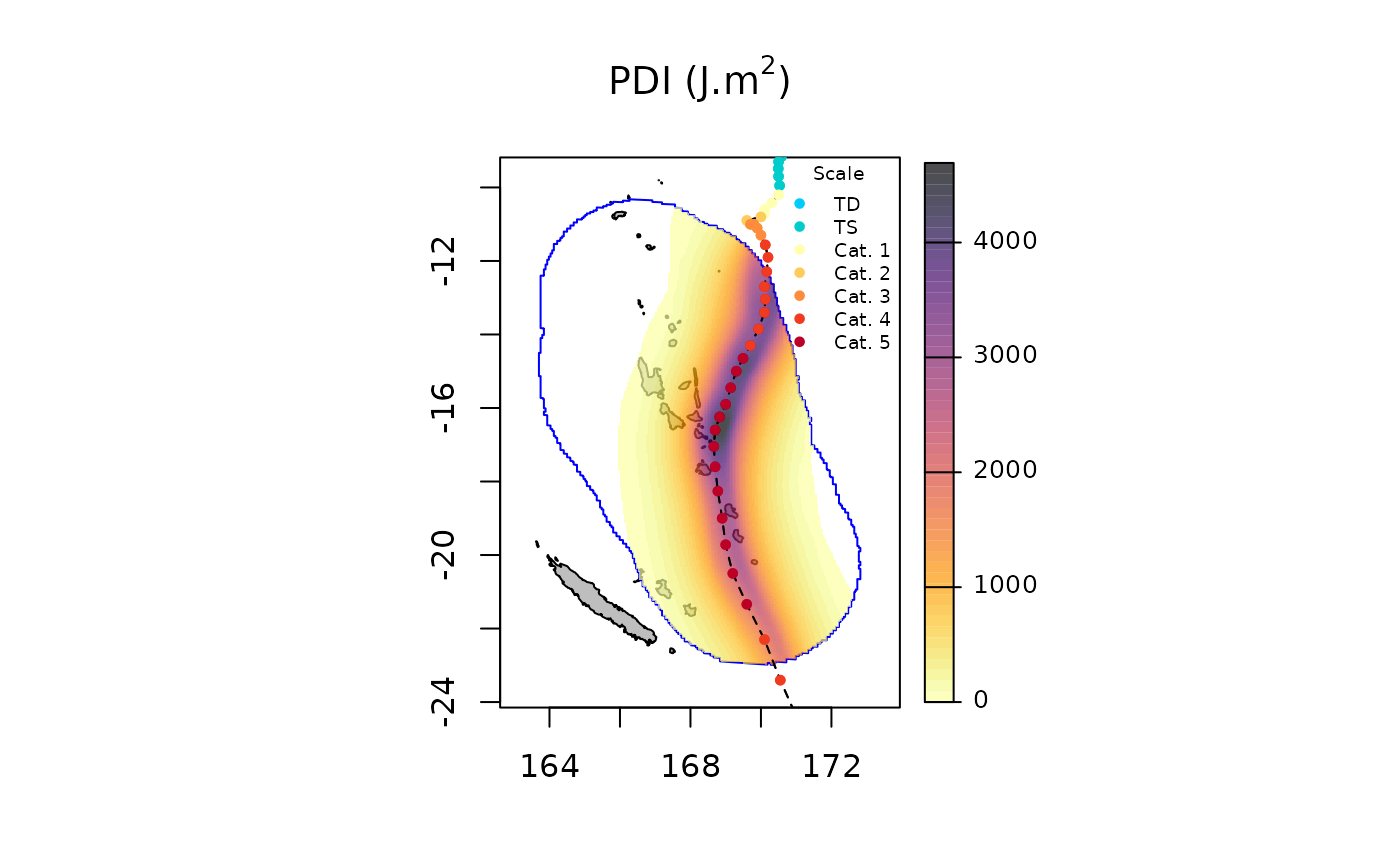 PDI (J.m²)
Scale
TD
TS
Cat. 1
Cat. 2
Cat. 3
Cat. 4
Cat. 5
-12
-16
-20
-24
164 168 172
4000
3000
2000
1000
0